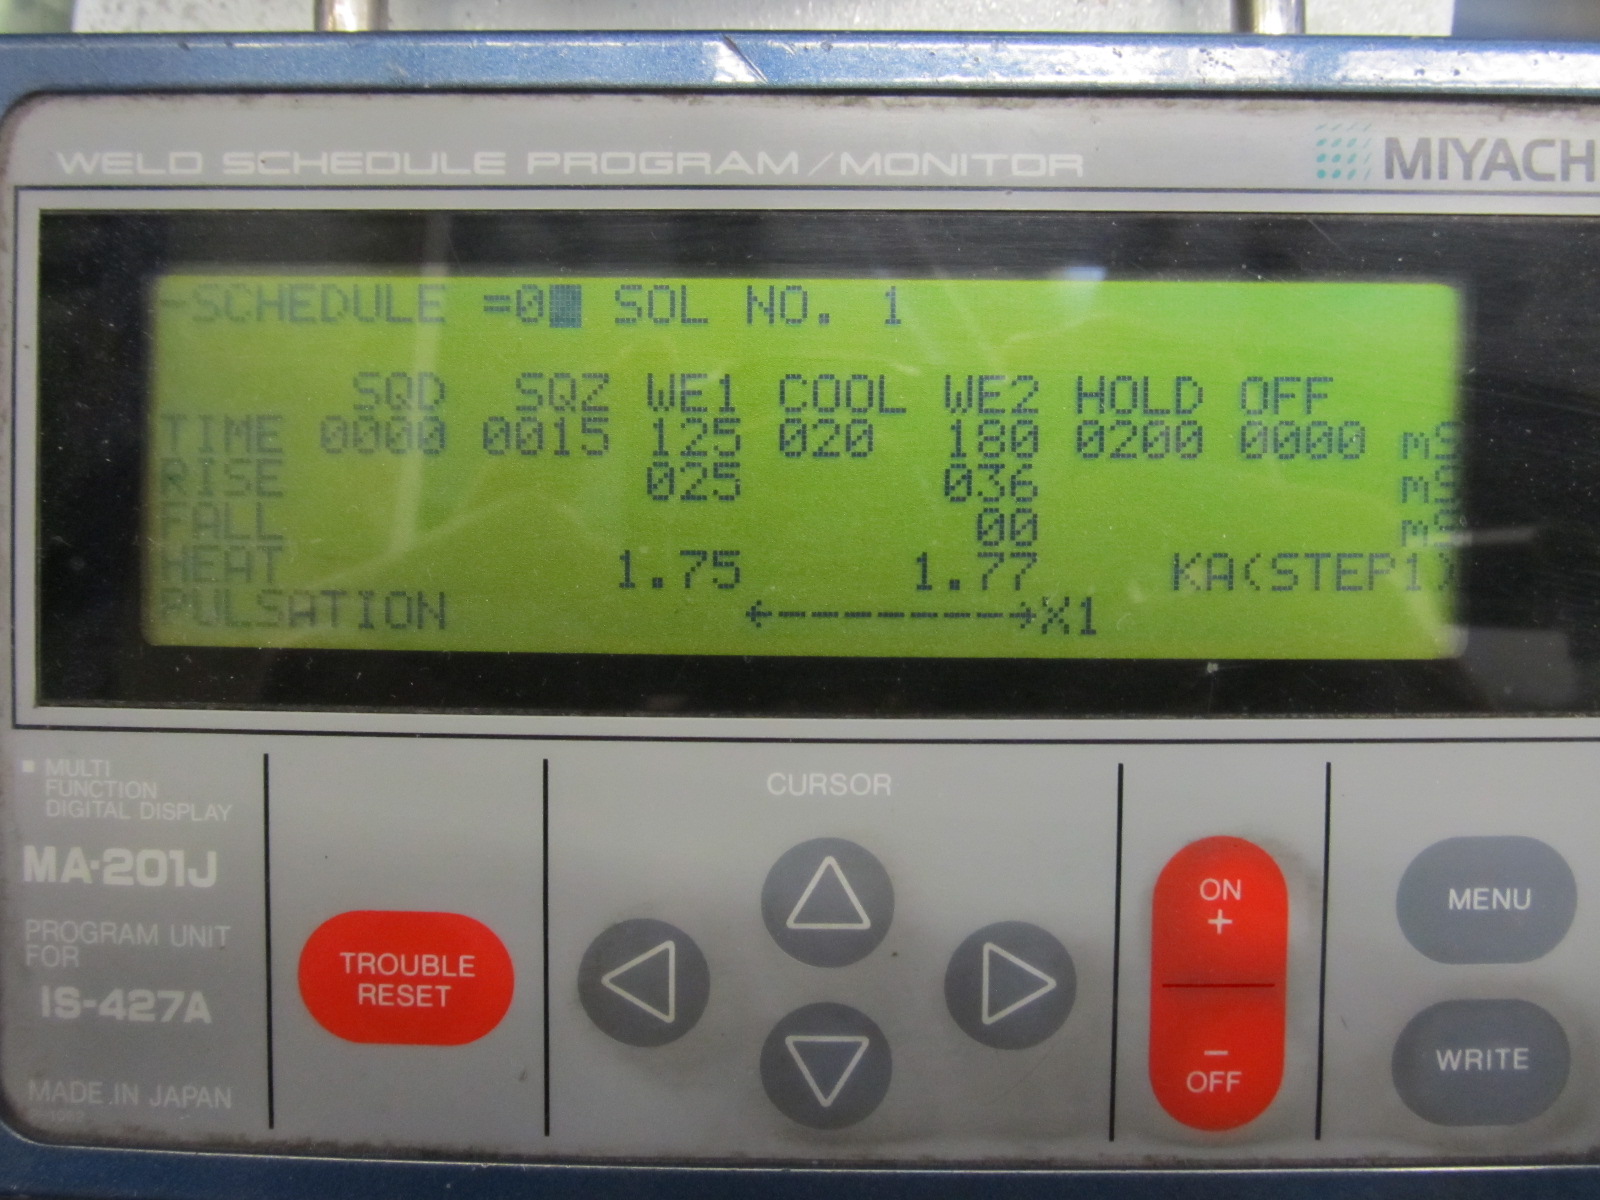 WELD SCHEDULE PROGRAM/MONITOR
MIYACH
-SCHEDULE =0 SOL NO. 1
SQD SQZ WE1 COOL WE2 HOLD OFF
TIME 0000 0015 125 020 180 0200 0000 mS
RISE 025 036 mS
FALL 00 mS
HEAT 1.75 1.77 KA(STEP1)
PULSATION ←-------→X1
MULTI
FUNCTION
DIGITAL DISPLAY
MA-201J
PROGRAM UNIT
FOR
IS-427A
MADE IN JAPAN
TROUBLE
RESET
CURSOR
ON
+
−
OFF
MENU
WRITE